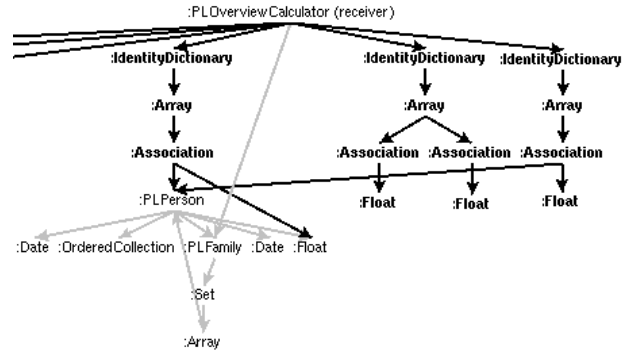 :PLOverviewCalculator (receiver)
:IdentityDictionary :IdentityDictionary :IdentityDictionary
:Array :Array :Array
:Association :Association :Association :Association
:PLPerson :Float :Float :Float
:Date :OrderedCollection :PLFamily :Date :Float
:Set
:Array